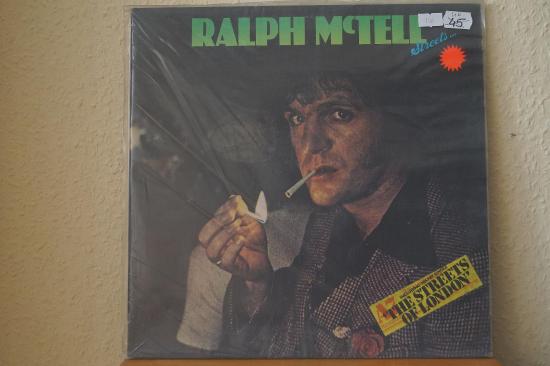 RALPH McTELL
Streets...
45
'THE STREETS
OF LONDON'